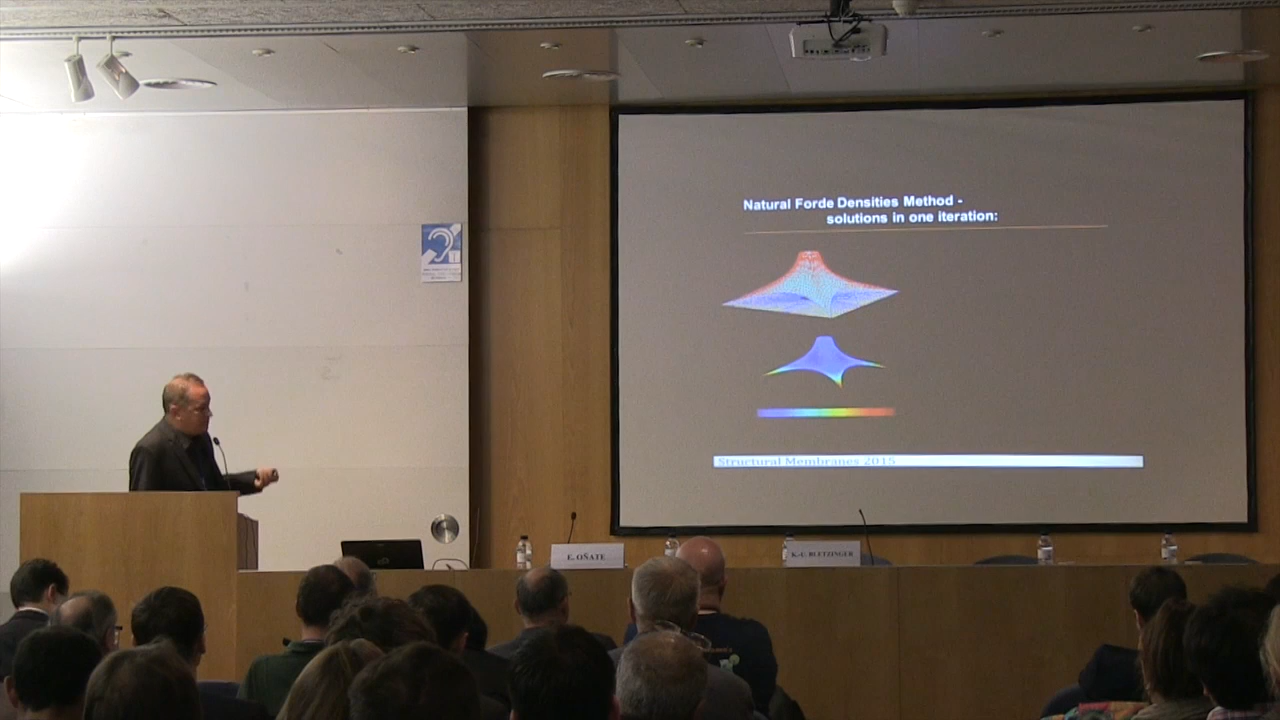 Natural Forde Densities Method -
solutions in one iteration:
Structural Membranes 2015
E. OÑATE
K.-U. BLETZINGER